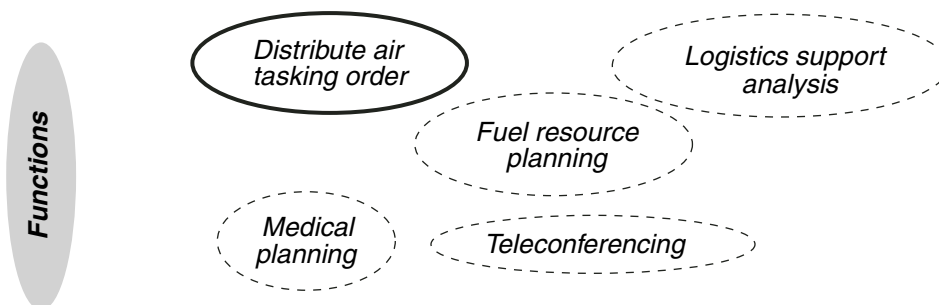 Functions
Distribute air
tasking order
Logistics support
analysis
Fuel resource
planning
Medical
planning
Teleconferencing